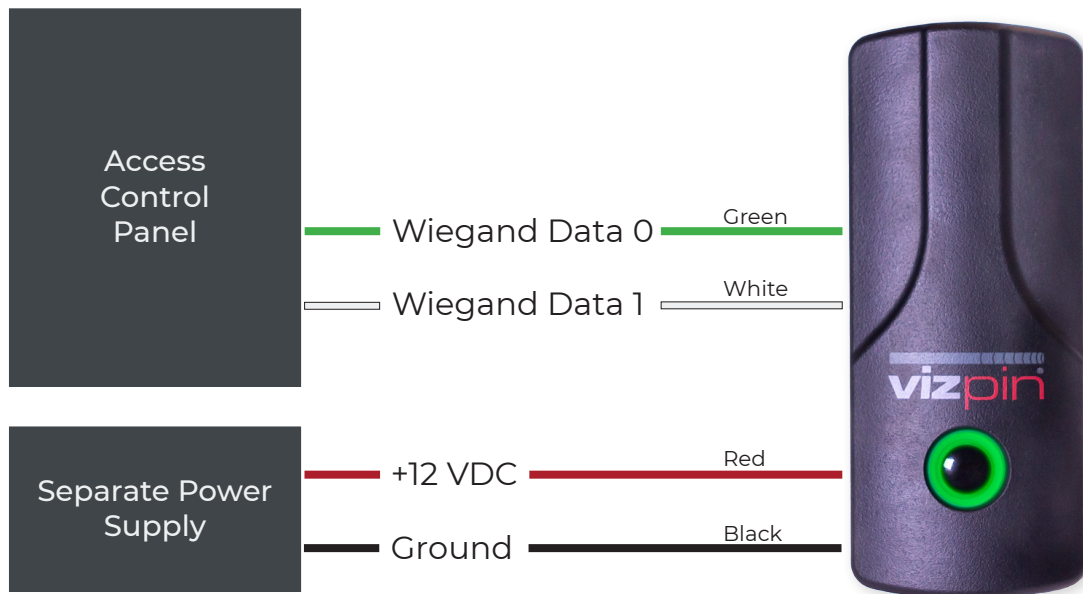 Access
Control
Panel
Wiegand Data 0
Green
Wiegand Data 1
White
vizpin®
Separate Power
Supply
+12 VDC
Red
Ground
Black